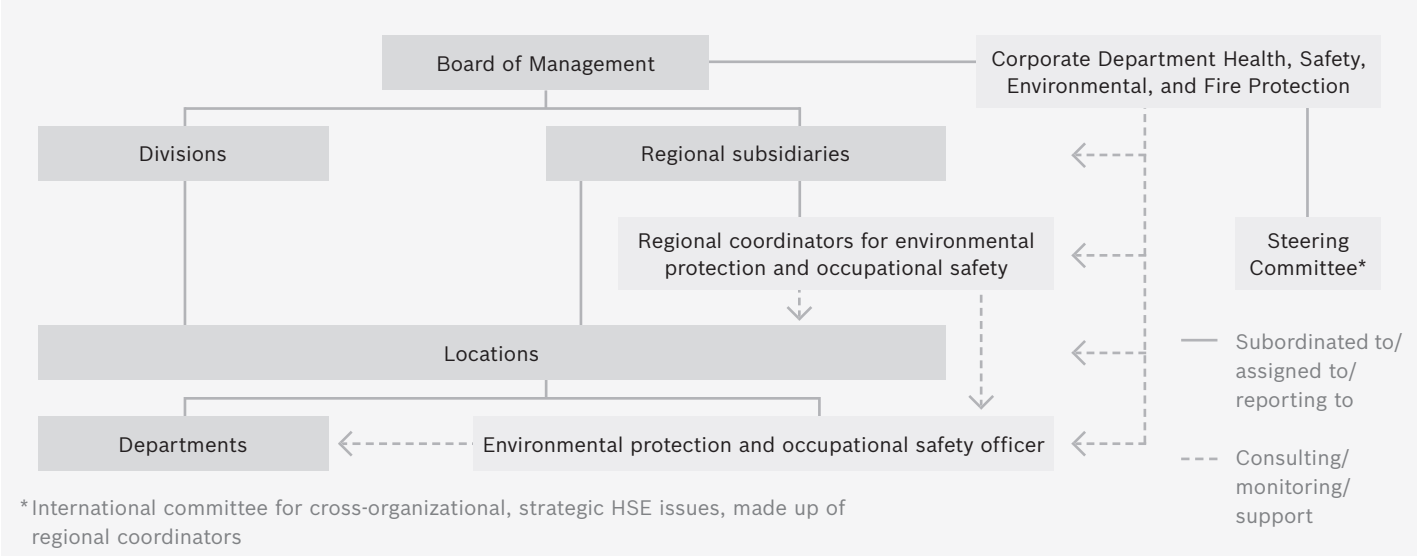 Board of Management
Corporate Department Health, Safety,
Environmental, and Fire Protection
Divisions
Regional subsidiaries
Regional coordinators for environmental
protection and occupational safety
Steering
Committee*
Locations
Subordinated to/
assigned to/
reporting to
Departments
Environmental protection and occupational safety officer
Consulting/
monitoring/
support
*International committee for cross-organizational, strategic HSE issues, made up of
regional coordinators